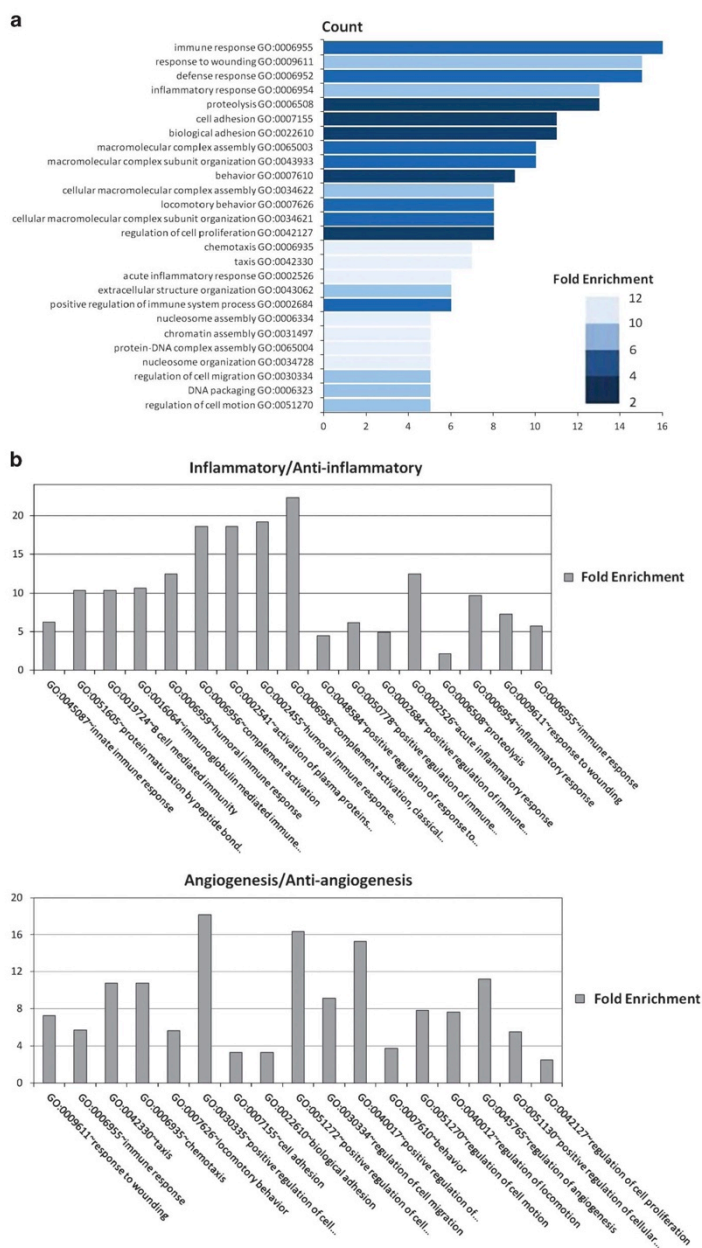 a
Count
immune response GO:0006955
response to wounding GO:0009611
defense response GO:0006952
inflammatory response GO:0006954
proteolysis GO:0006508
cell adhesion GO:0007155
biological adhesion GO:0022610
macromolecular complex assembly GO:0065003
macromolecular complex subunit organization GO:0043933
behavior GO:0007610
cellular macromolecular complex assembly GO:0034622
locomotory behavior GO:0007626
cellular macromolecular complex subunit organization GO:0034621
regulation of cell proliferation GO:0042127
chemotaxis GO:0006935
taxis GO:0042330
acute inflammatory response GO:0002526
extracellular structure organization GO:0043062
positive regulation of immune system process GO:0002684
nucleosome assembly GO:0006334
chromatin assembly GO:0031497
protein-DNA complex assembly GO:0065004
nucleosome organization GO:0034728
regulation of cell migration GO:0030334
DNA packaging GO:0006323
regulation of cell motion GO:0051270
0 2 4 6 8 10 12 14 16
Fold Enrichment
12
10
6
4
2
b
Inflammatory/Anti-inflammatory
20
15
10
5
0
Fold Enrichment
GO:0045087~innate immune response
GO:0051605~protein maturation by peptide bond..
GO:0019724~B cell mediated immunity
GO:0016064~immunoglobulin mediated immune...
GO:0006959~humoral immune response
GO:0006956~complement activation
GO:0002541~activation of plasma proteins...
GO:0002455~humoral immune response...
GO:0006958~complement activation, classical...
GO:0048584~positive regulation of response to...
GO:0050778~positive regulation of immune...
GO:0002684~positive regulation of immune...
GO:0002526~acute inflammatory response
GO:0006508~proteolysis
GO:0006954~inflammatory response
GO:0009611~response to wounding
GO:0006955~immune response
Angiogenesis/Anti-angiogenesis
20
16
12
8
4
0
Fold Enrichment
GO:0009611~response to wounding
GO:0006955~immune response
GO:0042330~taxis
GO:0006935~chemotaxis
GO:0007626~locomotory behavior
GO:0030335~positive regulation of cell...
GO:0007155~cell adhesion
GO:0022610~biological adhesion
GO:0051272~positive regulation of cell...
GO:0030334~regulation of cell migration
GO:0040017~positive regulation of...
GO:0007610~behavior
GO:0051270~regulation of cell motion
GO:0040012~regulation of locomotion
GO:0045765~regulation of angiogenesis
GO:0051130~positive regulation of cellular...
GO:0042127~regulation of cell proliferation